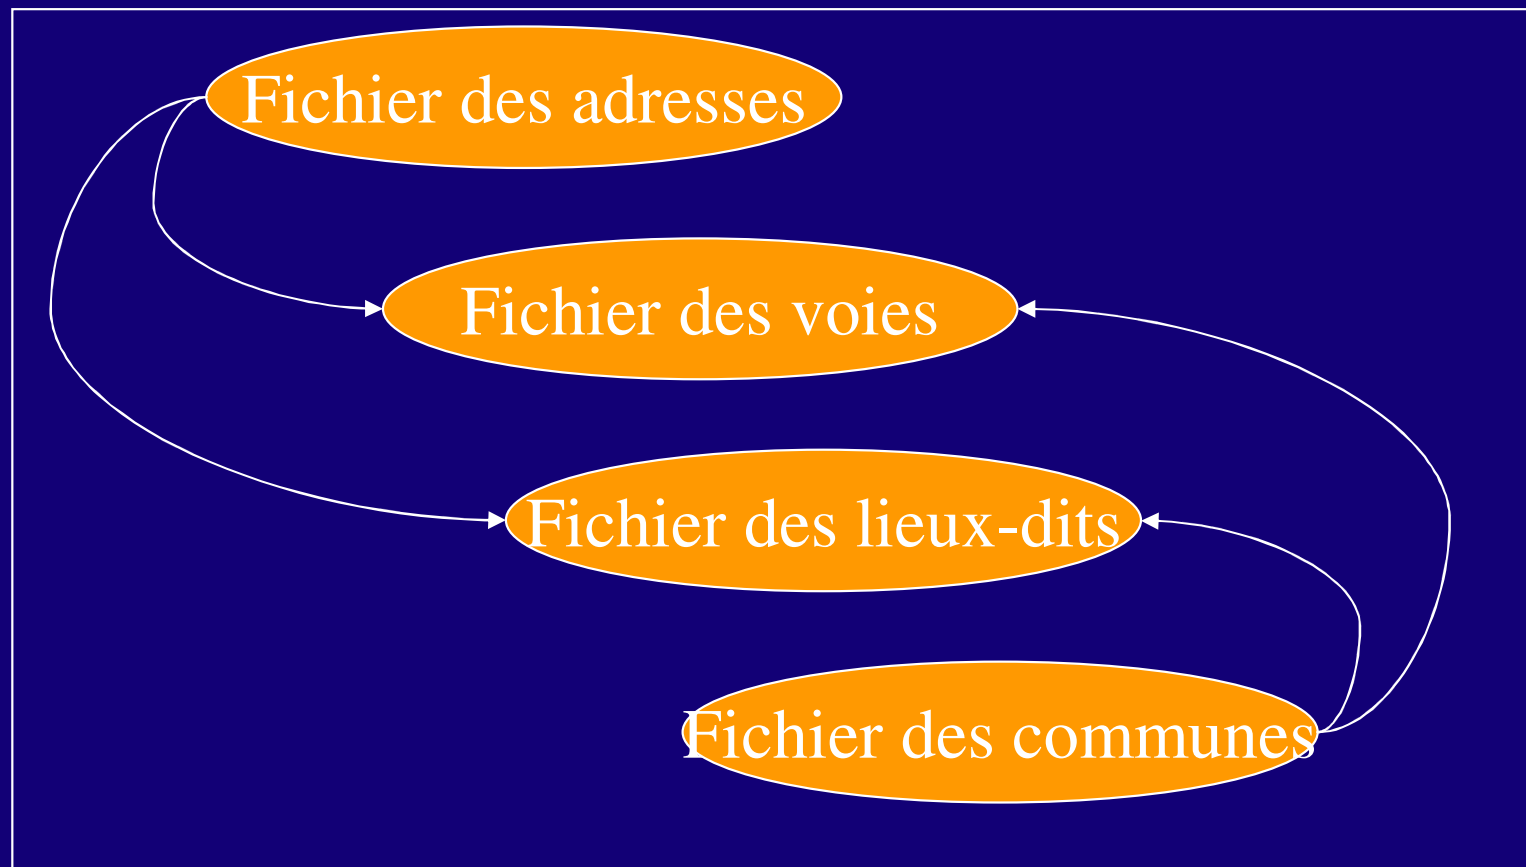 Fichier des adresses
Fichier des voies
Fichier des lieux-dits
Fichier des communes